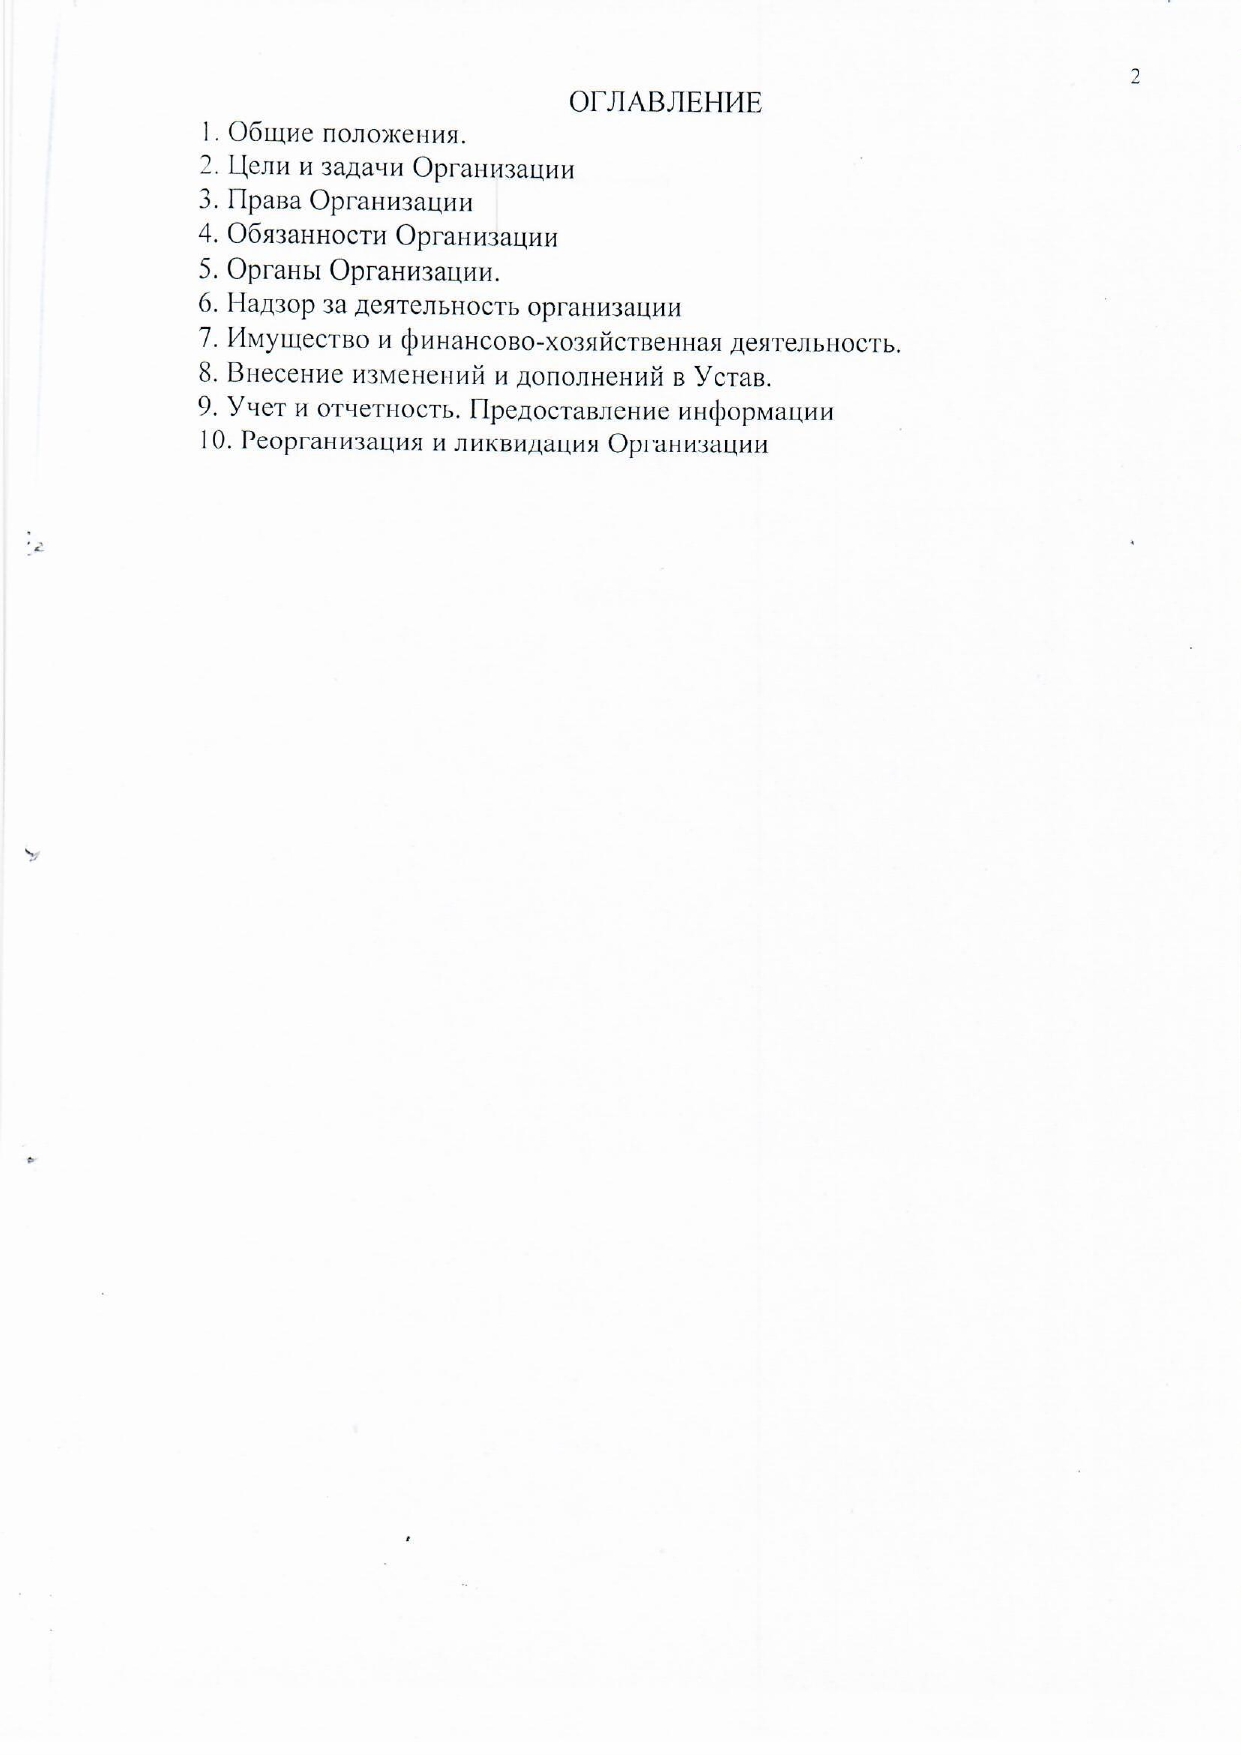 2
ОГЛАВЛЕНИЕ
1. Общие положения.
2. Цели и задачи Организации
3. Права Организации
4. Обязанности Организации
5. Органы Организации.
6. Надзор за деятельность организации
7. Имущество и финансово-хозяйственная деятельность.
8. Внесение изменений и дополнений в Устав.
9. Учет и отчетность. Предоставление информации
10. Реорганизация и ликвидация Организации